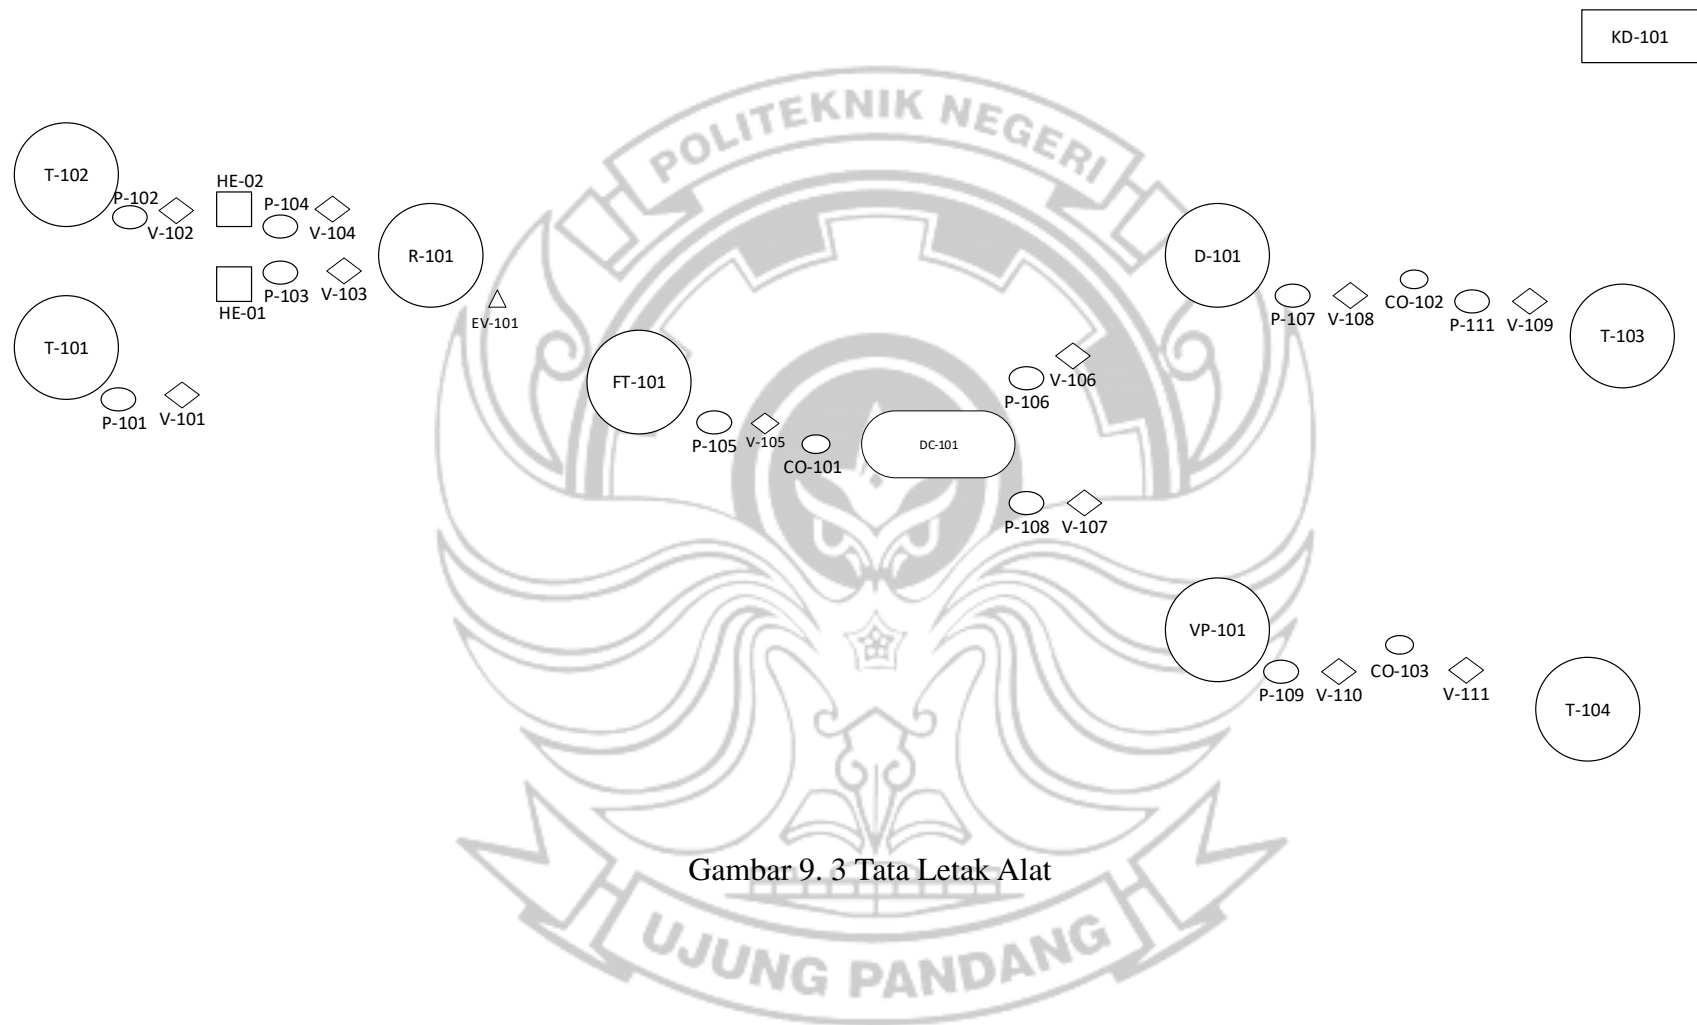 KD-101
POLITEKNIK NEGERI
T-102
P-102
V-102
HE-02
P-104
V-104
R-101
D-101
HE-01
P-103
V-103
EV-101
P-107
V-108
CO-102
P-111
V-109
T-103
T-101
P-101
V-101
FT-101
P-105
V-105
CO-101
DC-101
P-106
V-106
P-108
V-107
VP-101
P-109
V-110
CO-103
V-111
T-104
Gambar 9. 3 Tata Letak Alat
UJUNG PANDANG